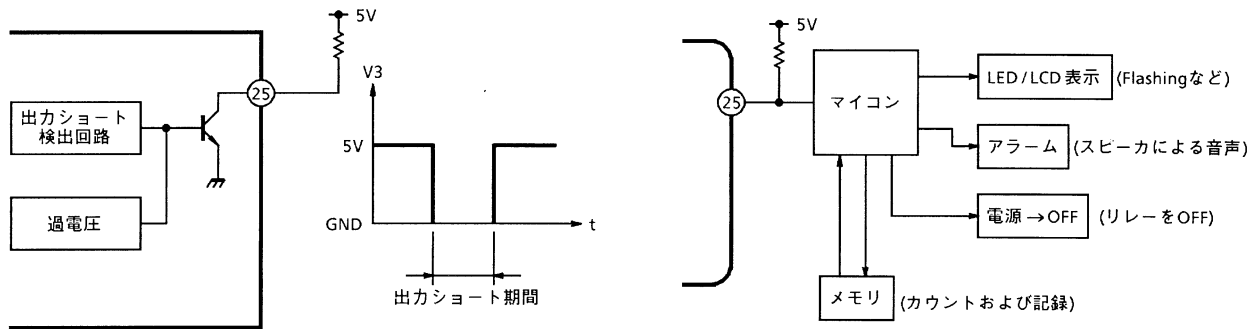 5V
25
V3
出力ショート
検出回路
5V
過電圧
GND
t
出力ショート期間
5V
25
マイコン
LED/LCD 表示 (Flashingなど)
アラーム (スピーカによる音声)
電源→OFF (リレーをOFF)
メモリ (カウントおよび記録)